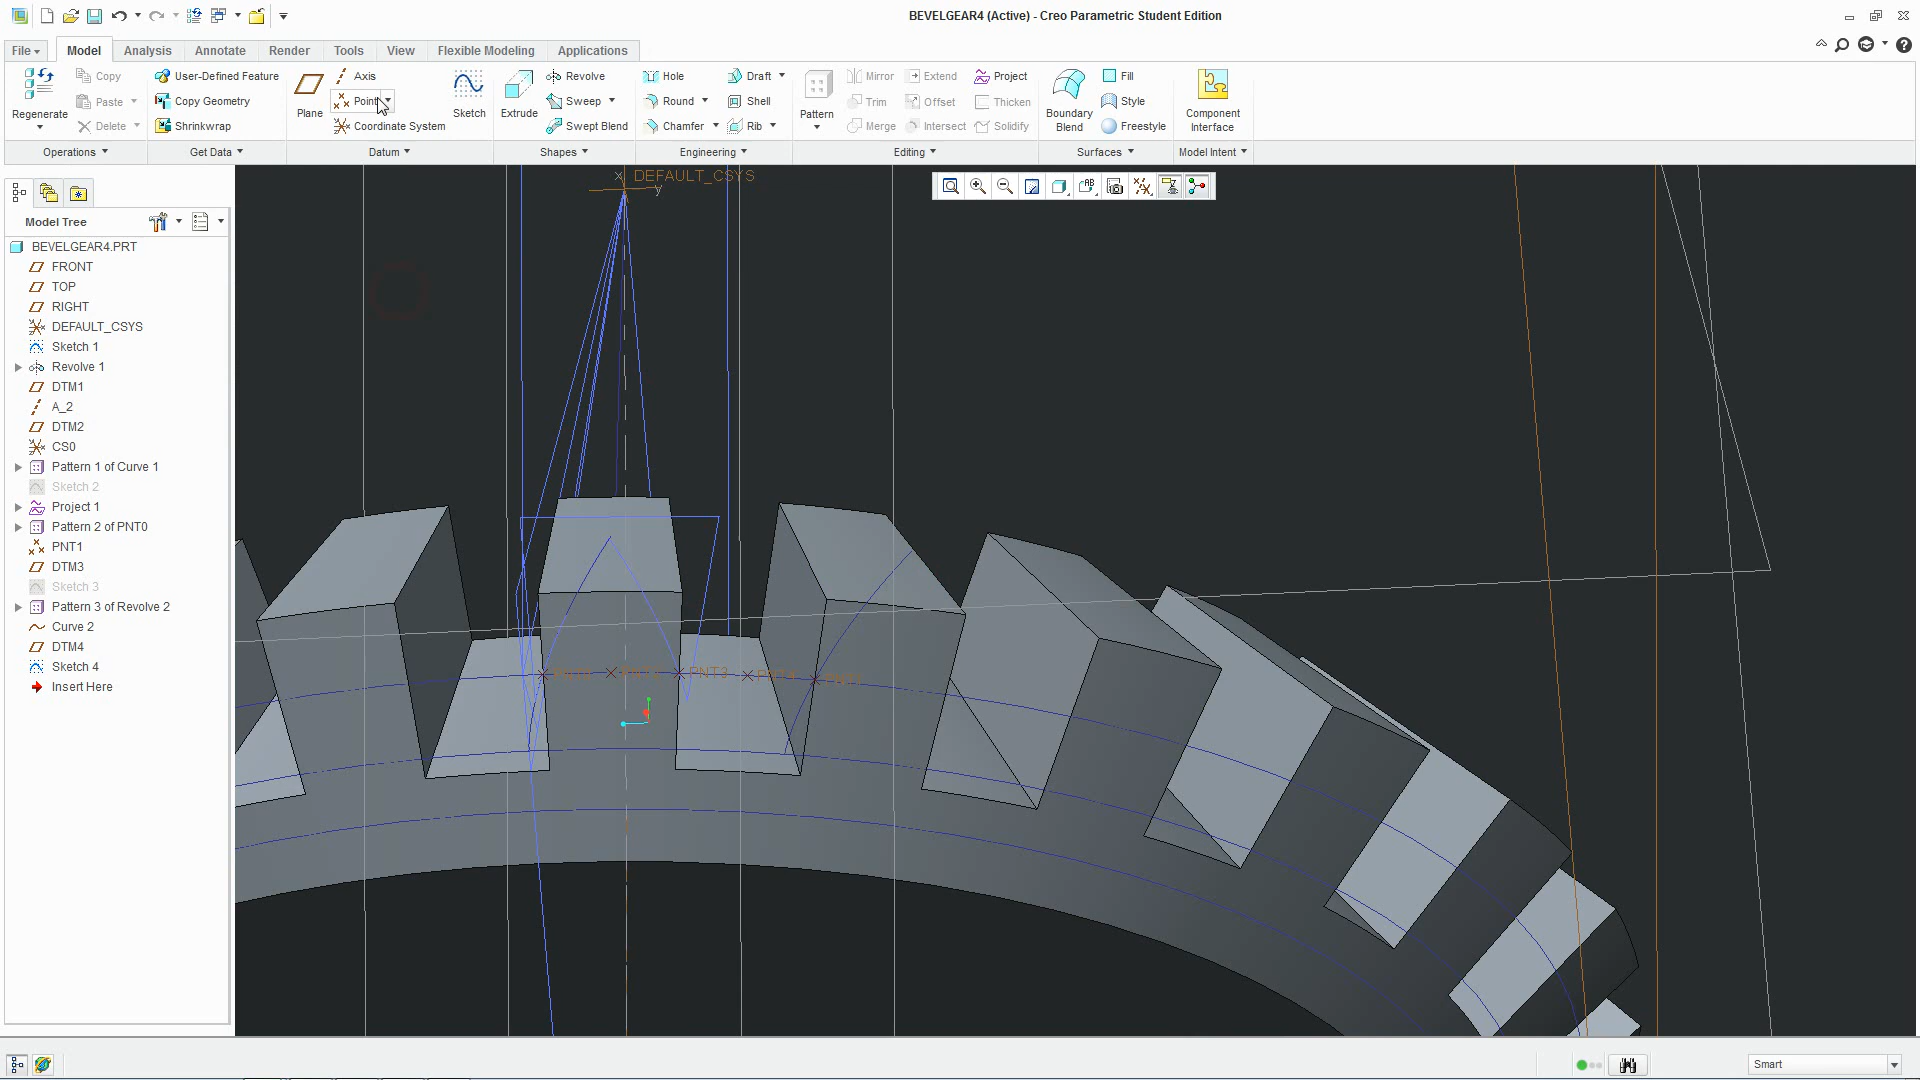 BEVELGEAR4 (Active) - Creo Parametric Student Edition
File Model Analysis Annotate Render Tools View Flexible Modeling Applications
Regenerate Copy Paste Delete
User-Defined Feature Copy Geometry Shrinkwrap
Plane Axis Point Coordinate System Sketch
Extrude Revolve Sweep Swept Blend
Hole Round Chamfer Draft Shell Rib
Pattern Mirror Trim Merge Extend Offset Intersect Project Thicken Solidify
Boundary Blend Fill Style Freestyle
Component Interface
Operations Get Data Datum Shapes Engineering Editing Surfaces Model Intent
Model Tree
BEVELGEAR4.PRT
FRONT
TOP
RIGHT
DEFAULT_CSYS
Sketch 1
Revolve 1
DTM1
A_2
DTM2
CS0
Pattern 1 of Curve 1
Sketch 2
Project 1
Pattern 2 of PNT0
PNT1
DTM3
Sketch 3
Pattern 3 of Revolve 2
Curve 2
DTM4
Sketch 4
Insert Here
x DEFAULT_CSYS
y
PNT3
Smart